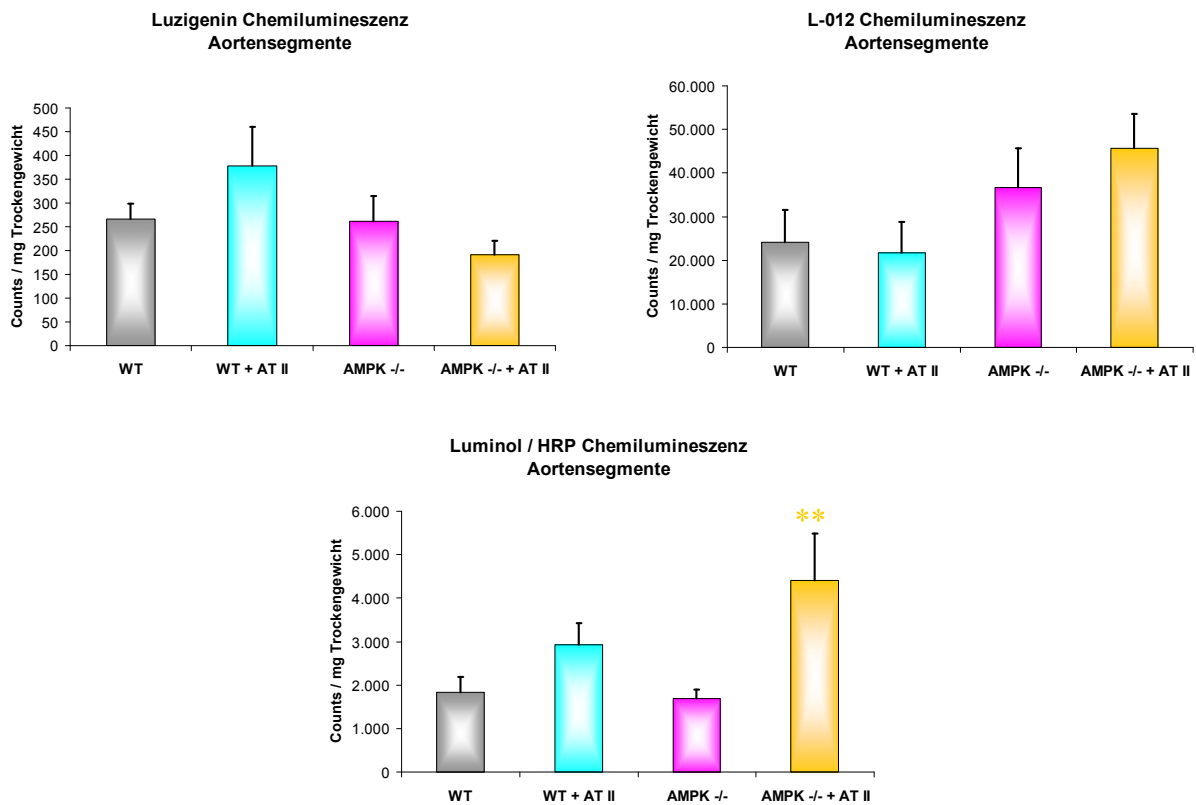 Luzigenin Chemilumineszenz
Aortensegmente
Counts / mg Trockengewicht
500
450
400
350
300
250
200
150
100
50
0
WT
WT + AT II
AMPK -/-
AMPK -/- + AT II
L-012 Chemilumineszenz
Aortensegmente
Counts / mg Trockengewicht
60.000
50.000
40.000
30.000
20.000
10.000
0
WT
WT + AT II
AMPK -/-
AMPK -/- + AT II
Luminol / HRP Chemilumineszenz
Aortensegmente
Counts / mg Trockengewicht
6.000
5.000
4.000
3.000
2.000
1.000
0
**
WT
WT + AT II
AMPK -/-
AMPK -/- + AT II